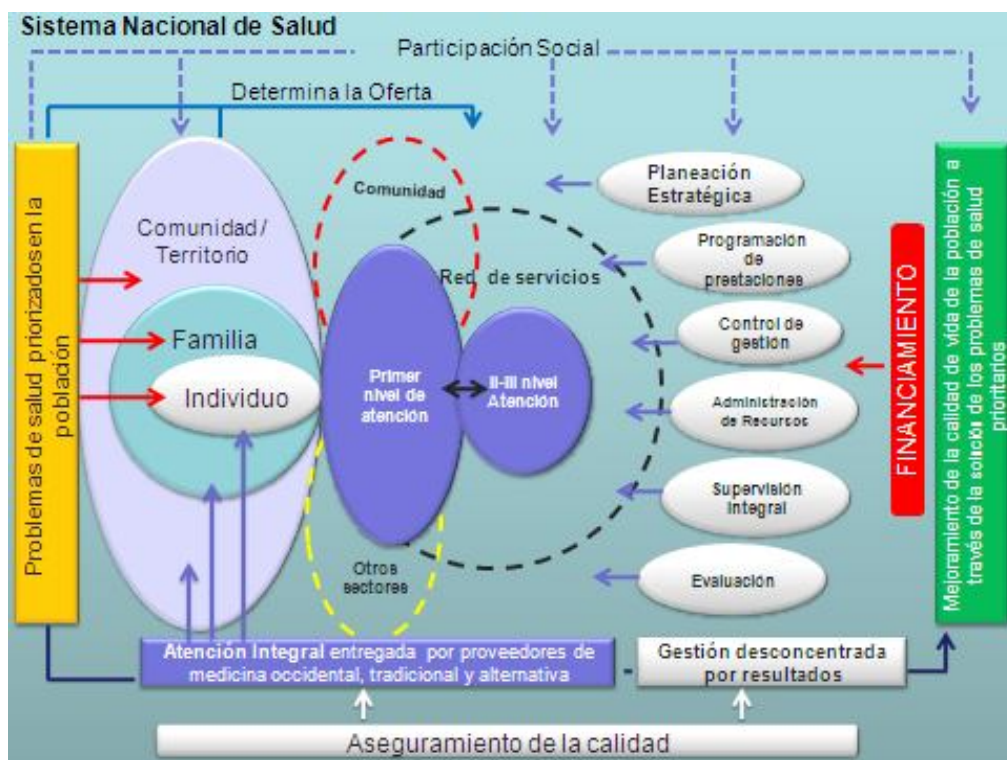 Sistema Nacional de Salud
Participación Social
Determina la Oferta
Problemas de salud priorizados en la
población
Comunidad /
Territorio
Familia
Individuo
Comunidad
Red de servicios
Primer
nivel de
atención
II-III nivel
Atención
Otros
sectores
Planeación
Estratégica
Programación
de
prestaciones
Control de
gestión
Administración
de Recursos
Supervisión
Integral
Evaluación
FINANCIAMIENTO
Mejoramiento de la calidad de vida de la población a
través de la solción de los problemas de salud
prioritarios
Atención Integral entregada por proveedores de
medicina occidental, tradicional y alternativa
Gestión desconcentrada
por resultados
Aseguramiento de la calidad